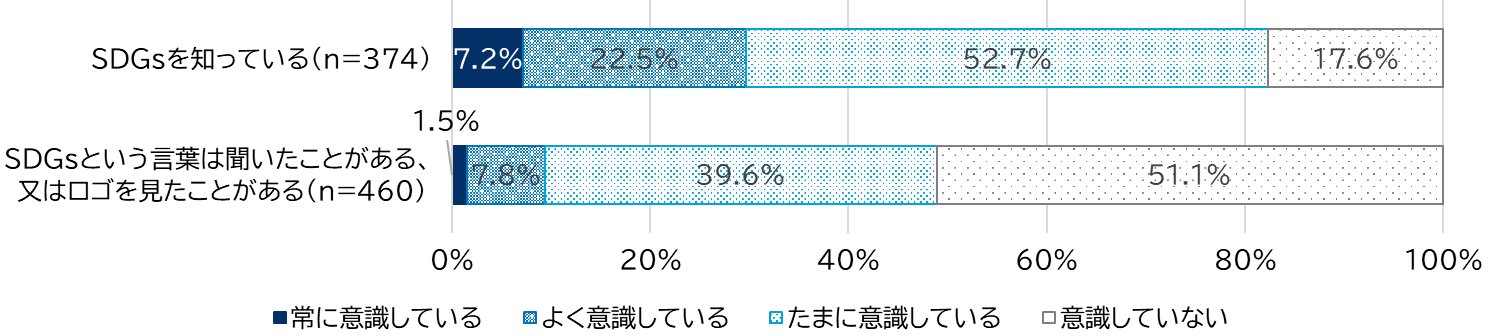 SDGsを知っている(n=374)
7.2%
22.5%
52.7%
17.6%
1.5%
SDGsという言葉は聞いたことがある、
又はロゴを見たことがある(n=460)
7.8%
39.6%
51.1%
0%
20%
40%
60%
80%
100%
常に意識している
よく意識している
たまに意識している
意識していない